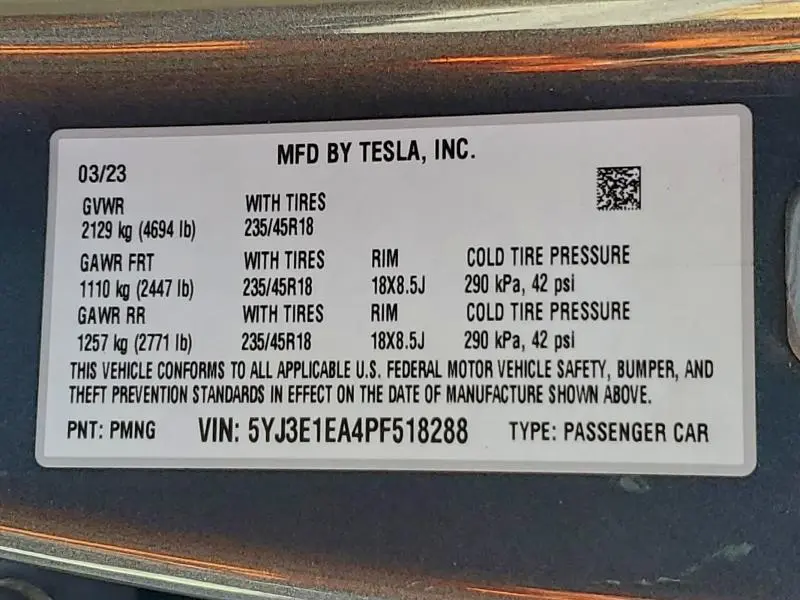 MFD BY TESLA, INC.
03/23
GVWR WITH TIRES
2129 kg (4694 lb) 235/45R18
GAWR FRT WITH TIRES RIM COLD TIRE PRESSURE
1110 kg (2447 lb) 235/45R18 18X8.5J 290 kPa, 42 psi
GAWR RR WITH TIRES RIM COLD TIRE PRESSURE
1257 kg (2771 lb) 235/45R18 18X8.5J 290 kPa, 42 psi
THIS VEHICLE CONFORMS TO ALL APPLICABLE U.S. FEDERAL MOTOR VEHICLE SAFETY, BUMPER, AND
THEFT PREVENTION STANDARDS IN EFFECT ON THE DATE OF MANUFACTURE SHOWN ABOVE.
PNT: PMNG VIN: 5YJ3E1EA4PF518288 TYPE: PASSENGER CAR